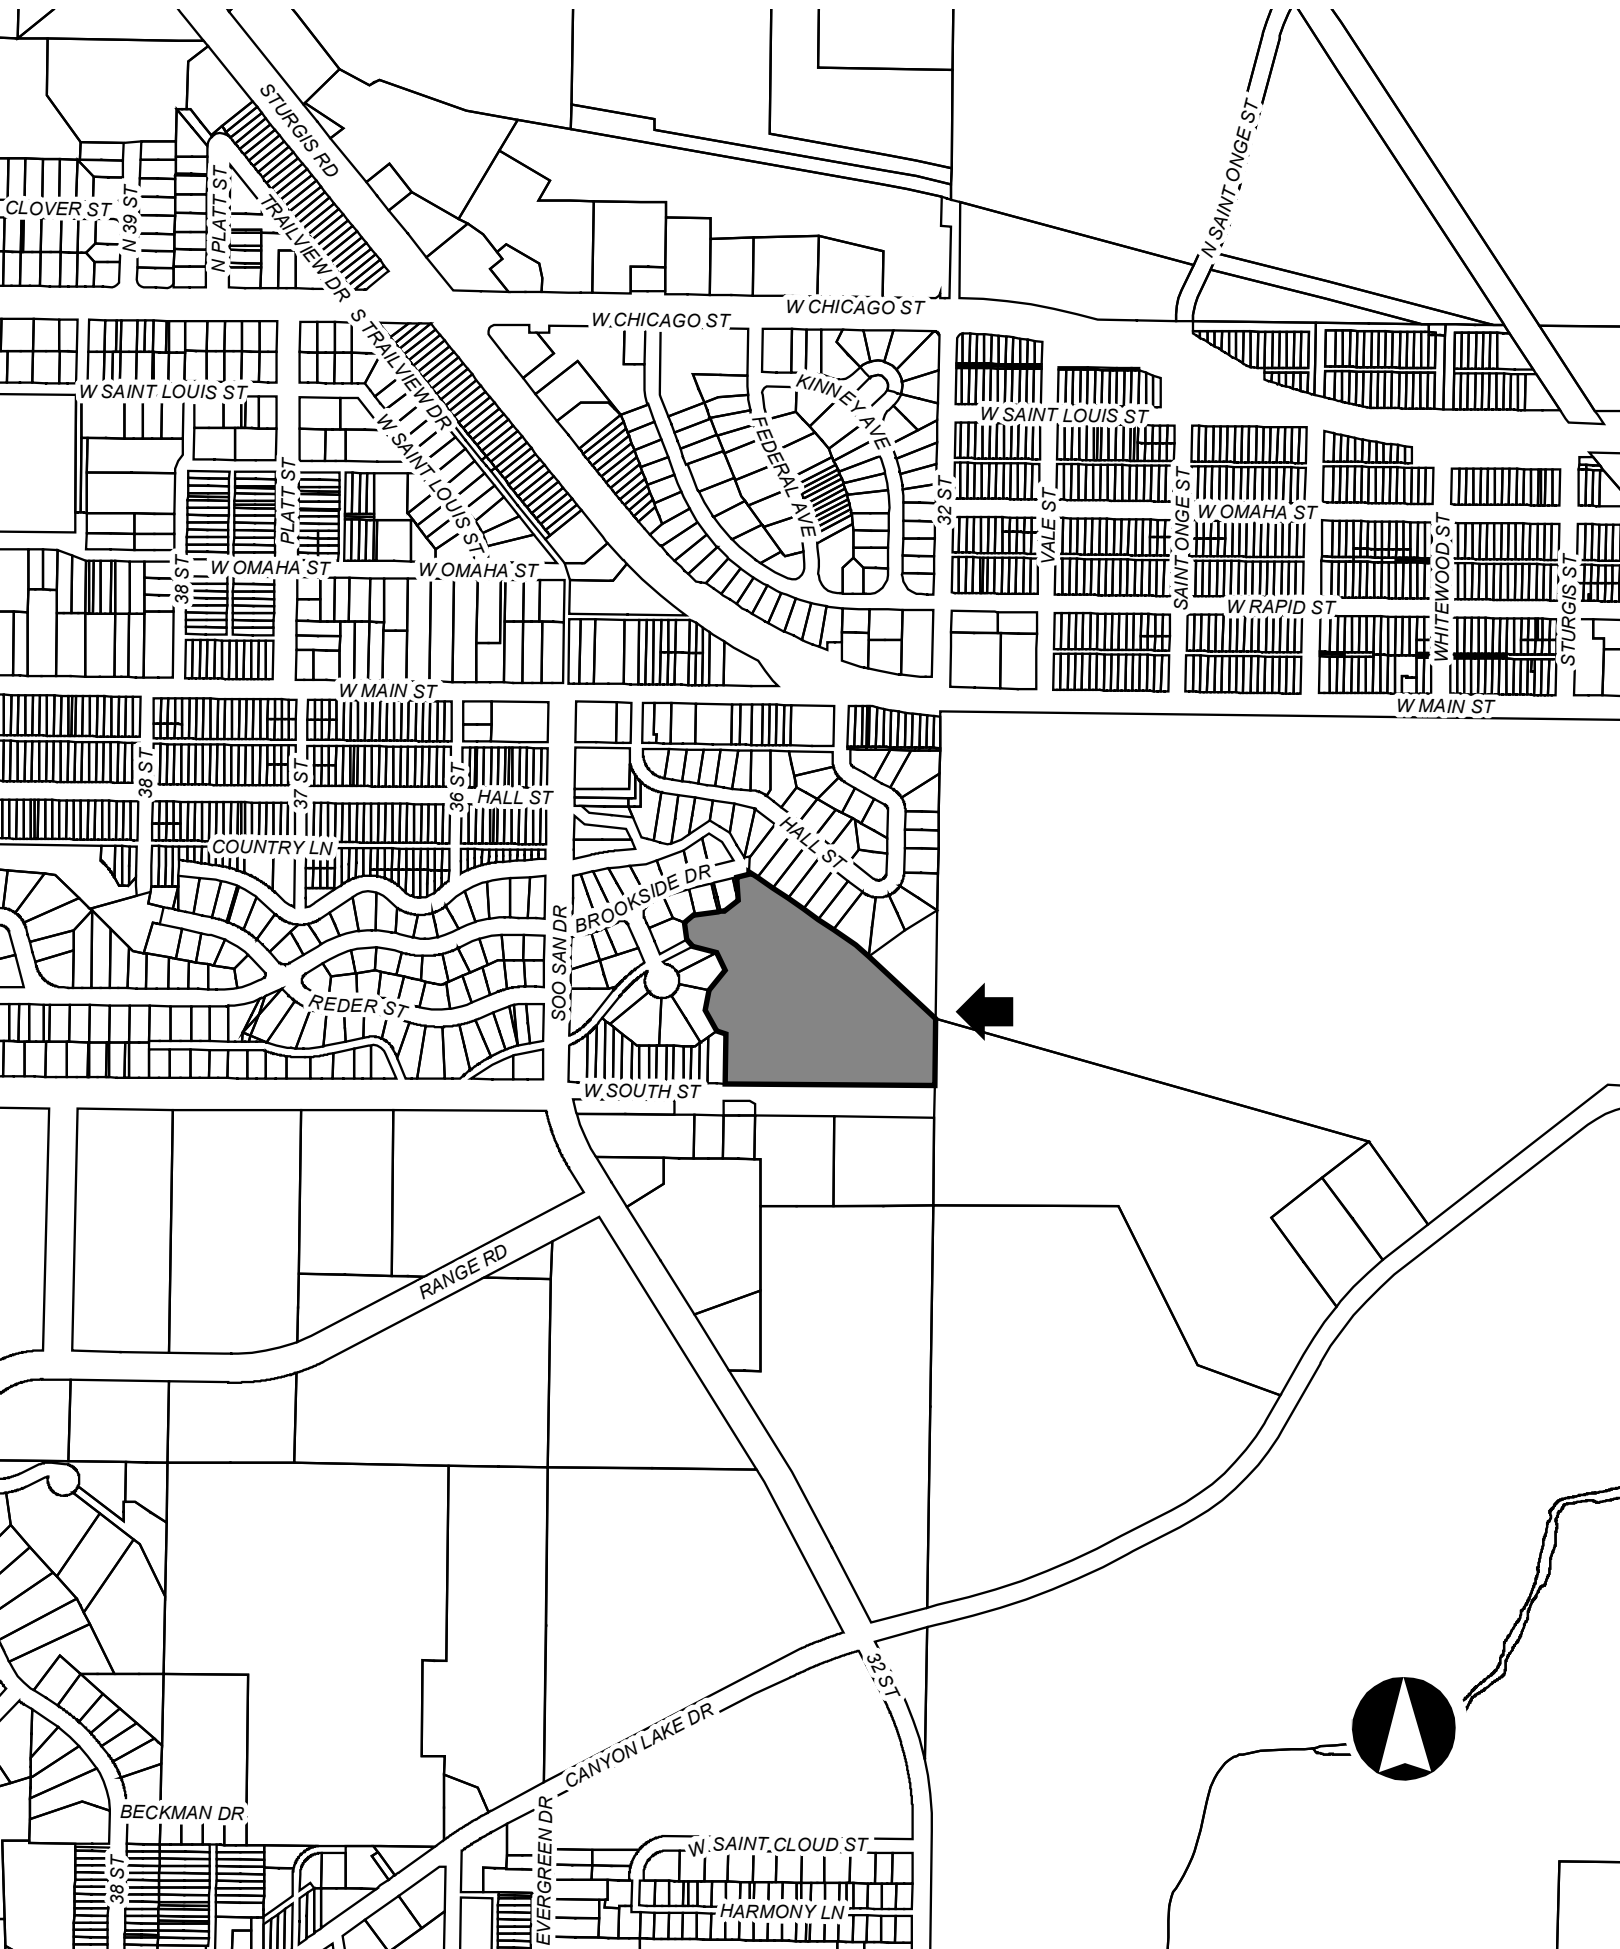 STURGIS RD
N SAINT ONGE ST
CLOVER ST
N 39 ST
N PLATT ST
TRAILVIEW DR
S TRAILVIEW DR
W CHICAGO ST
W CHICAGO ST
W SAINT LOUIS ST
KINNEY AVE
W SAINT LOUIS ST
W SAINT LOUIS ST
FEDERAL AVE
PLATT ST
32 ST
VALE ST
SAINT ONGE ST
W OMAHA ST
WHITEWOOD ST
STURGIS ST
38 ST
W OMAHA ST
W OMAHA ST
W RAPID ST
W MAIN ST
W MAIN ST
38 ST
37 ST
36 ST
HALL ST
HALL ST
COUNTRY LN
BROOKSIDE DR
SOO SAN DR
REDER ST
W SOUTH ST
RANGE RD
32 ST
CANYON LAKE DR
BECKMAN DR
38 ST
EVERGREEN DR
W SAINT CLOUD ST
HARMONY LN